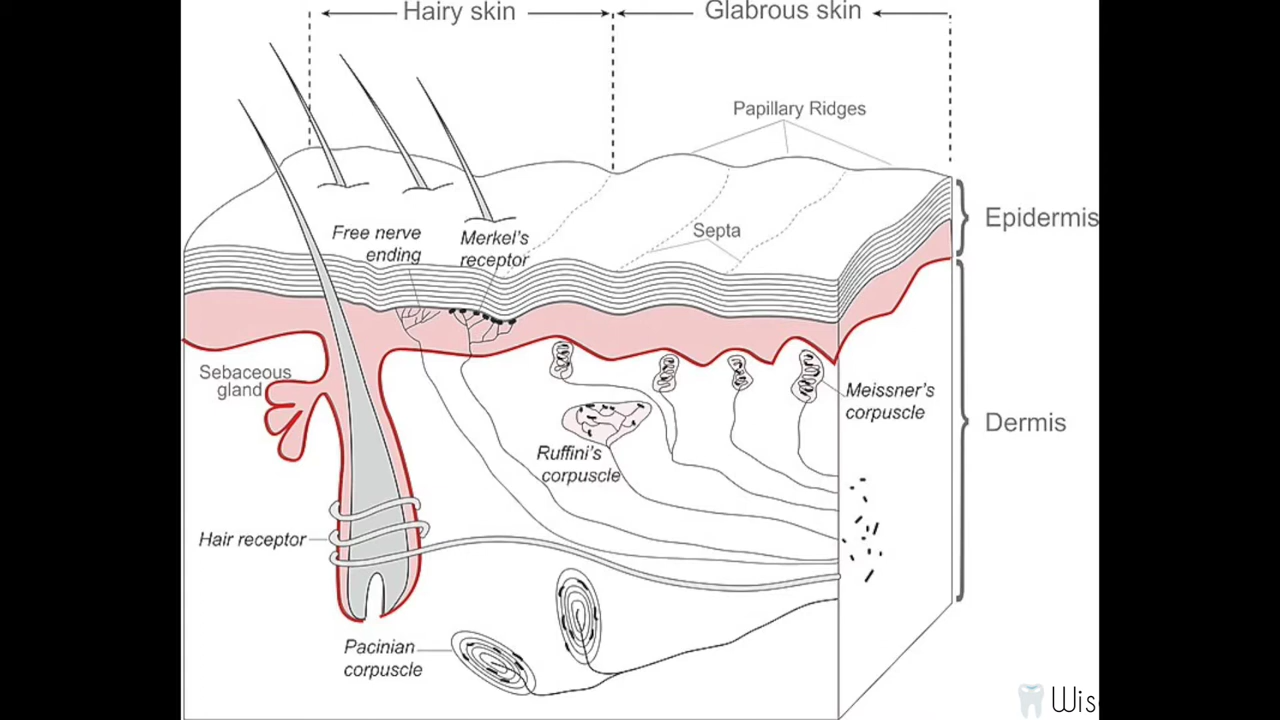 Hairy skin
Glabrous skin
Papillary Ridges
Septa
Free nerve
ending
Merkel's
receptor
Epidermis
Sebaceous
gland
Meissner's
corpuscle
Dermis
Ruffini's
corpuscle
Hair receptor
Pacinian
corpuscle